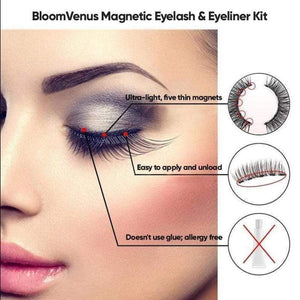 BloomVenus Magnetic Eyelash & Eyeliner Kit
Ultra-light, five thin magnets
Easy to apply and unload
Doesn't use glue; allergy free